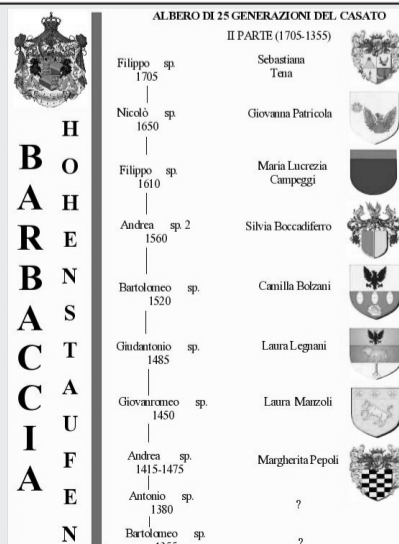 ALBERO DI 25 GENERAZIONI DEL CASATO
II PARTE (1705-1355)
BARBACCIA
HOHENSTAUFEN
Filippo sp. Sebastiana
1705 Tena
Nicolò sp. Giovanna Patricola
1650
Filippo sp. Maria Lucrezia
1610 Campeggi
Andrea sp. 2 Silvia Boccadiferro
1560
Bartolomeo sp. Camilla Bolzani
1520
Giudantonio sp. Laura Legnani
1485
Giovanromeo sp. Laura Manzoli
1450
Andrea sp. Margherita Pepoli
1415-1475
Antonio sp. ?
1380
Bartolomeo sp. ?
1355